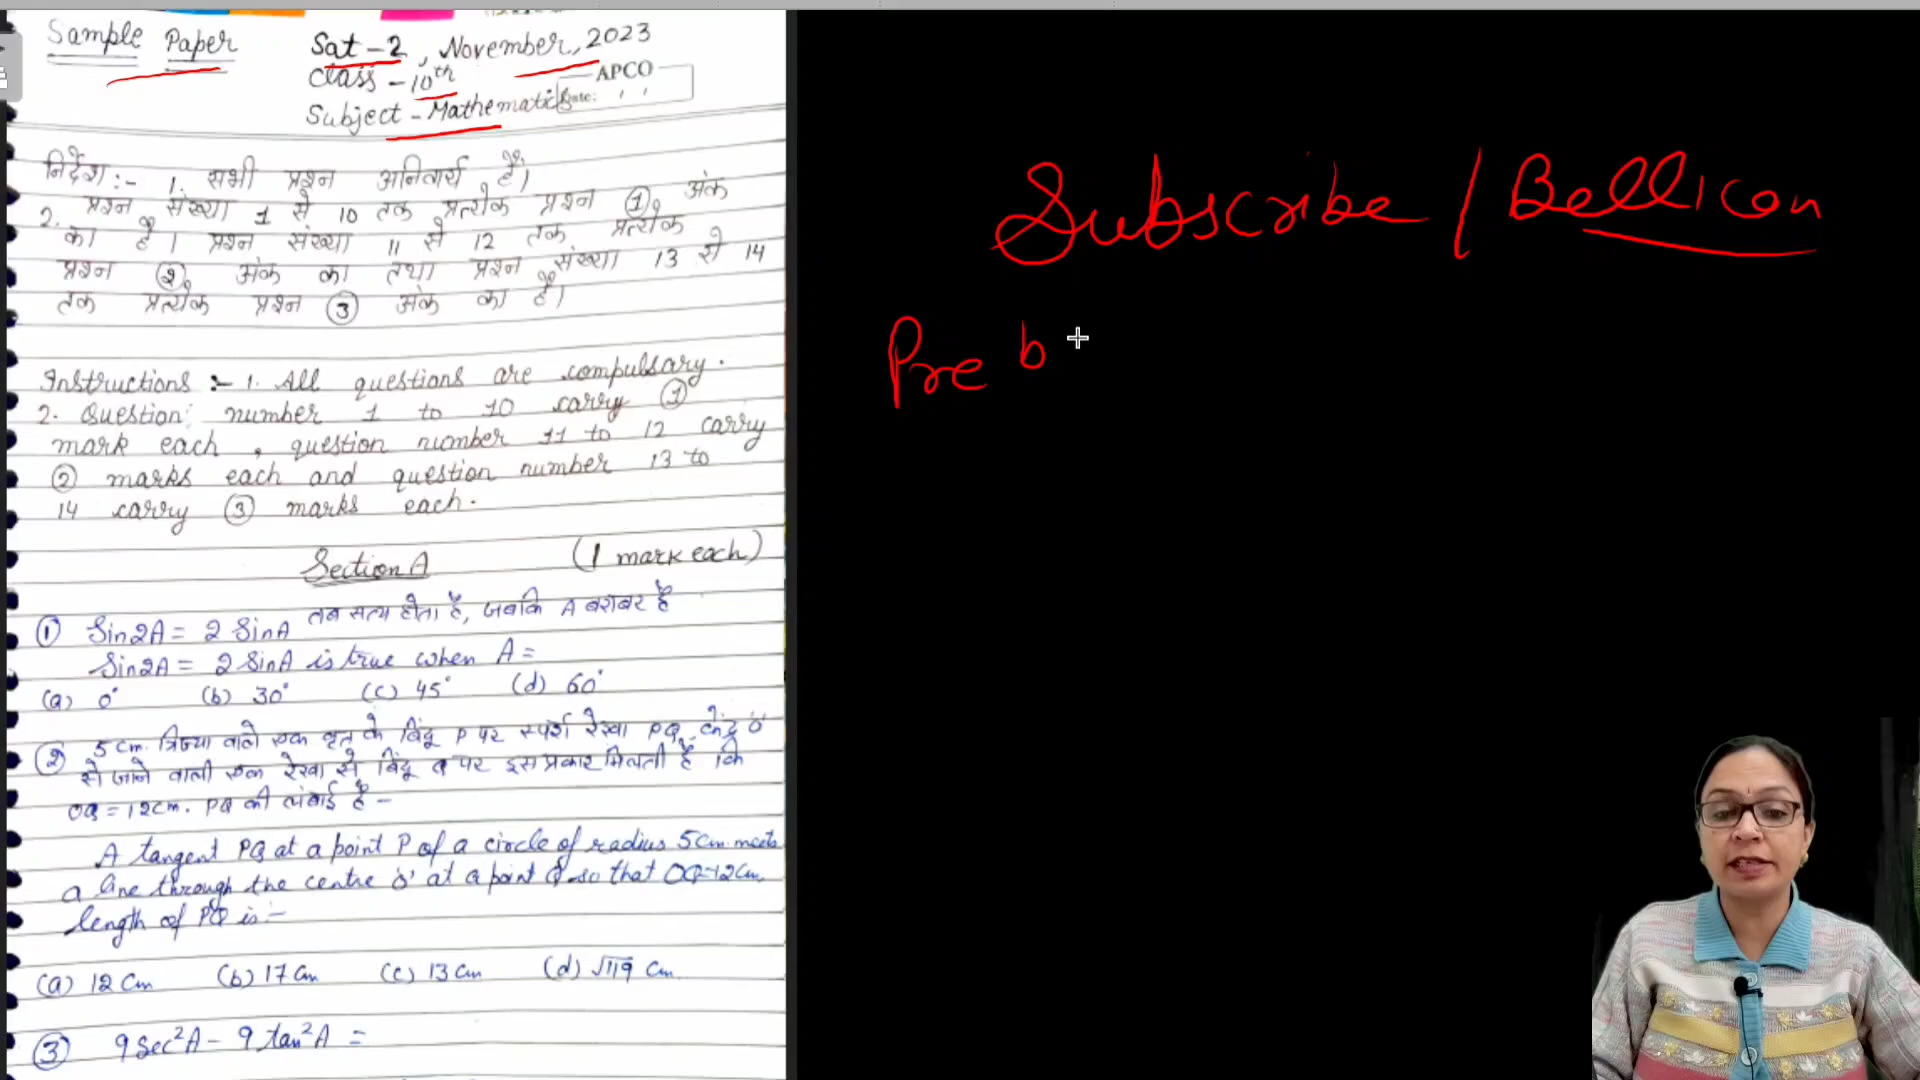 Sample Paper
Sat-2, November, 2023
Class - 10th
APCO
Date:
Subject - Mathematics
निर्देश :- 1. सभी प्रश्न अनिवार्य हैं।
2. प्रश्न संख्या 1 से 10 तक प्रत्येक प्रश्न 1 अंक
का है। प्रश्न संख्या 11 से 12 तक प्रत्येक
प्रश्न 2 अंक का तथा प्रश्न संख्या 13 से 14
तक प्रत्येक प्रश्न 3 अंक का है।
Instructions :- 1. All questions are compulsary.
2. Question number 1 to 10 carry 1
mark each, question number 11 to 12 carry
2 marks each and question number 13 to
14 carry 3 marks each.
Section A (1 mark each)
1 Sin2A = 2 SinA तब सत्य होता है, जबकि A बराबर है
Sin2A = 2 SinA is true when A =
(a) 0° (b) 30° (c) 45° (d) 60°
2 5 cm. त्रिज्या वाले एक वृत के बिंदू P पर स्पर्श रेखा PQ केंद्र 'O'
से जाने वाली एक रेखा से बिंदू Q पर इस प्रकार मिलती है कि
OQ = 12cm. PQ की लंबाई है -
A tangent PQ at a point P of a circle of radius 5cm meets
a line through the centre 'O' at a point Q so that OQ=12cm.
length of PQ is :-
(a) 12 Cm (b) 17 Cm (c) 13 Cm (d) √119 Cm
3 9 Sec²A - 9 tan²A =
Subscribe / Bellicon
Pre b